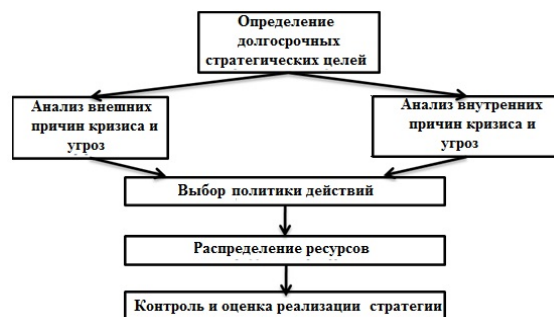 Определение
долгосрочных
стратегических целей
Анализ внешних
причин кризиса и
угроз
Анализ внутренних
причин кризиса и
угроз
Выбор политики действий
Распределение ресурсов
Контроль и оценка реализации стратегии